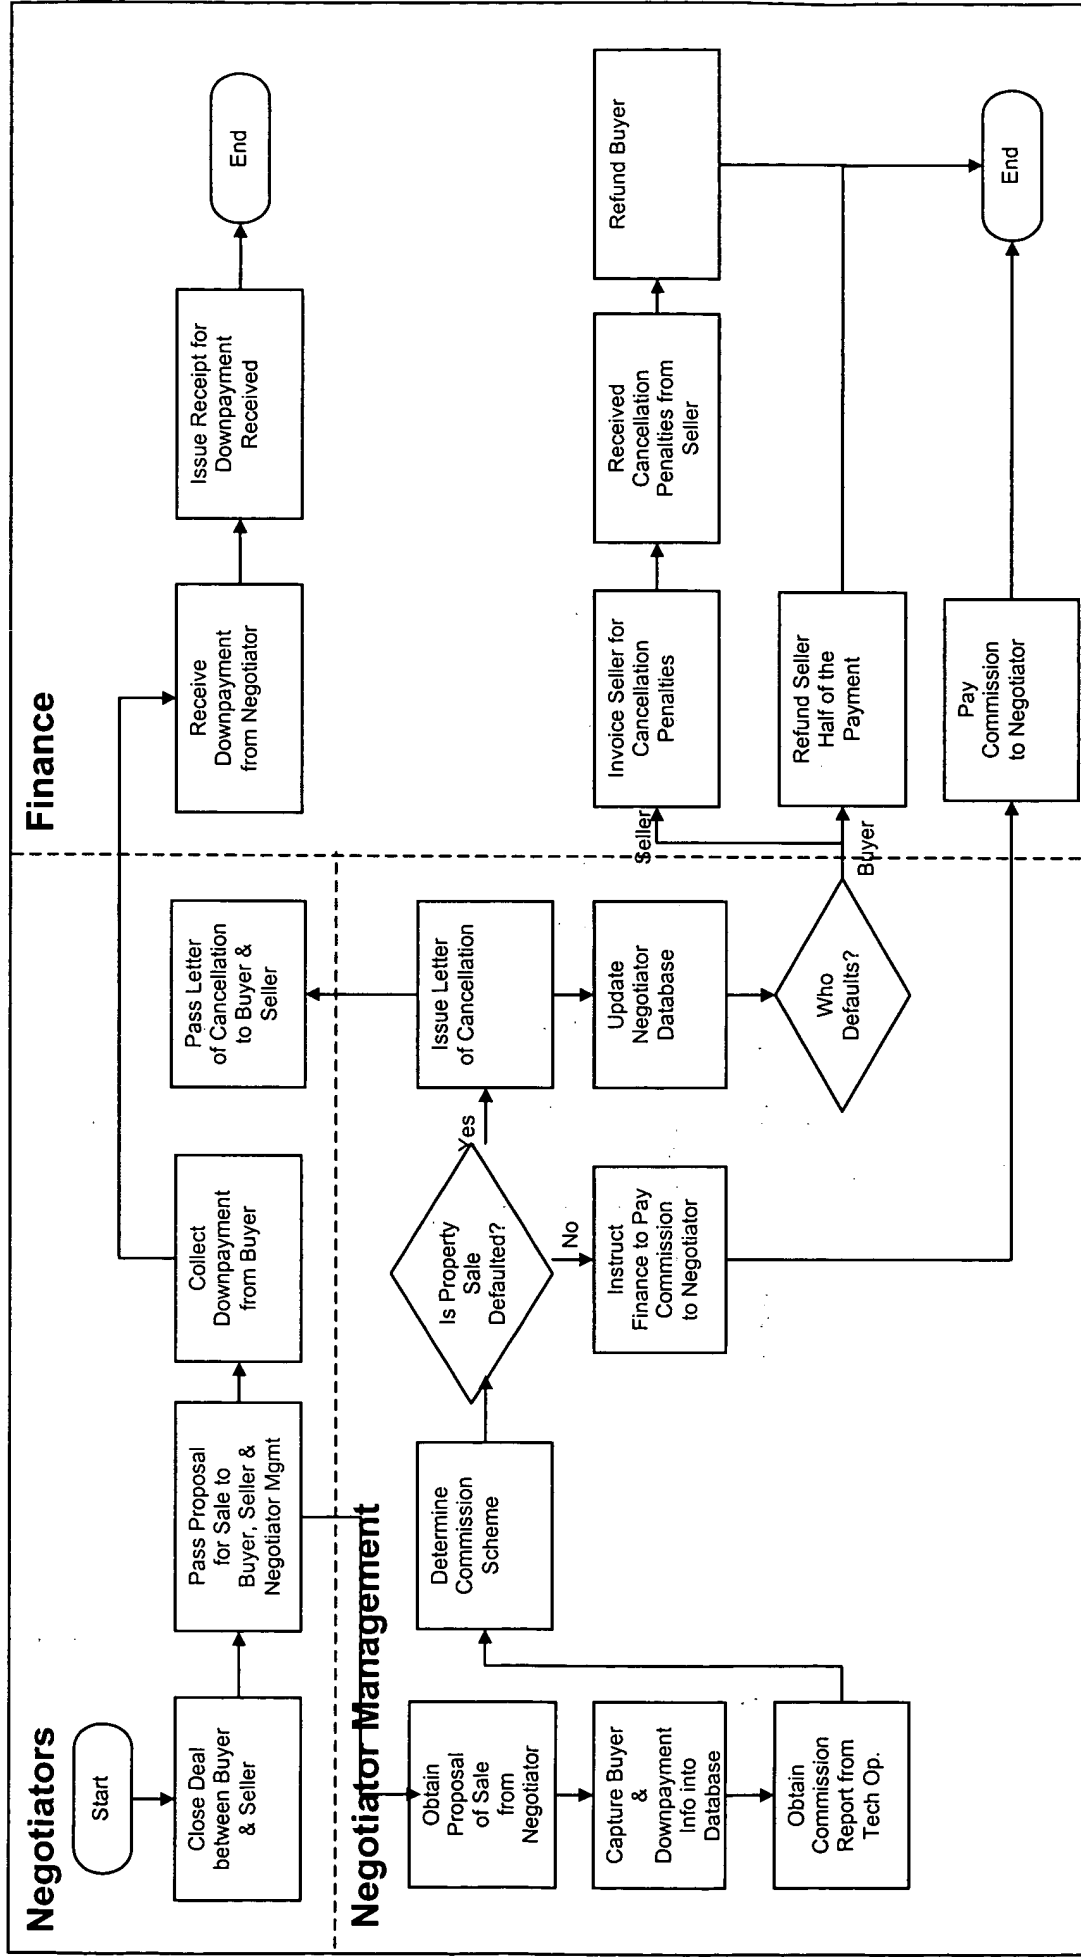 Negotiators
Start
Close Deal
between Buyer
& Seller
Pass Proposal
for Sale to
Buyer, Seller &
Negotiator Mgmt
Collect
Downpayment
from Buyer
Pass Letter
of Cancellation
to Buyer &
Seller
Finance
Receive
Downpayment
from Negotiator
Issue Receipt for
Downpayment
Received
End
Negotiator Management
Obtain
Proposal
of Sale
from
Negotiator
Capture Buyer
&
Downpayment
Info into
Database
Obtain
Commission
Report from
Tech Op.
Determine
Commission
Scheme
Is Property
Sale
Defaulted?
Yes
No
Issue Letter
of Cancellation
Update
Negotiator
Database
Instruct
Finance to Pay
Commission
to Negotiator
Who
Defaults?
Seller
Buyer
Invoice Seller for
Cancellation
Penalties
Received
Cancellation
Penalties from
Seller
Refund Buyer
Refund Seller
Half of the
Payment
Pay
Commission
to Negotiator
End